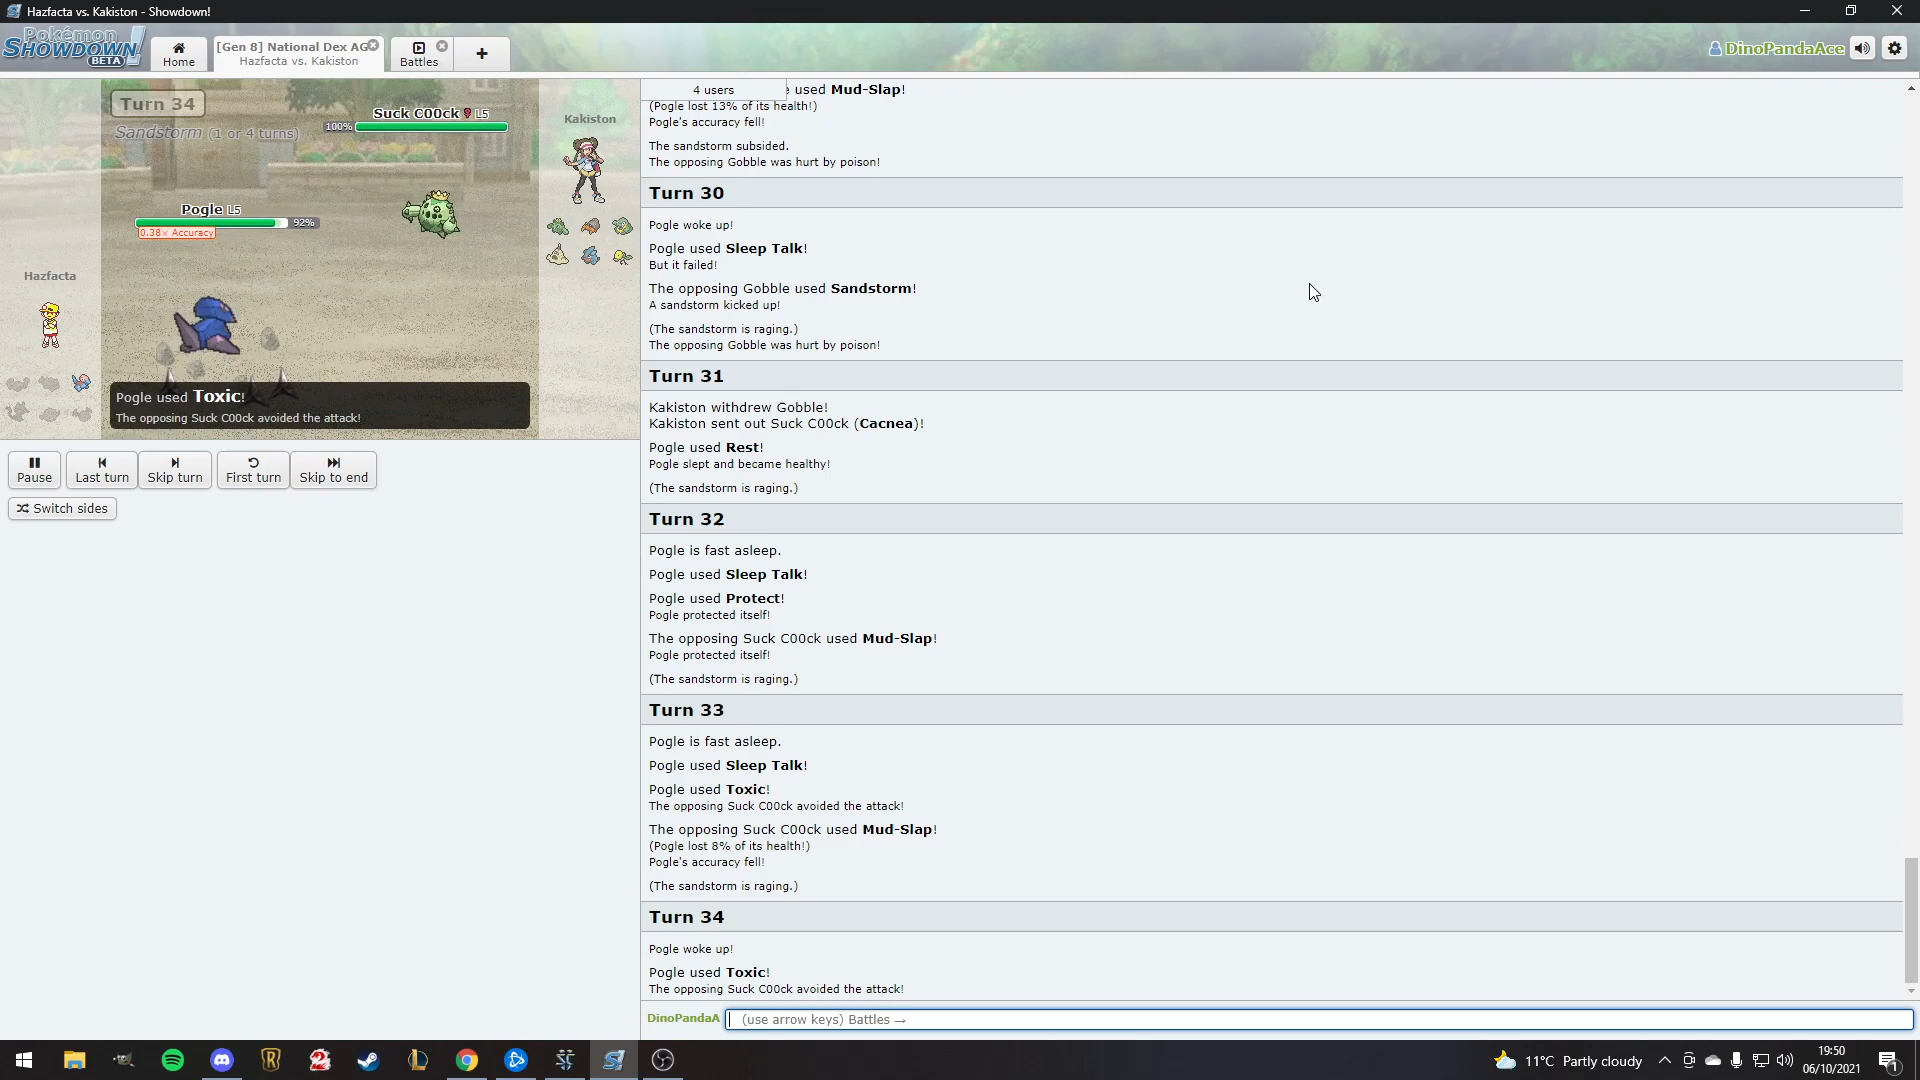 Hazfacta vs. Kakiston - Showdown!
Pokémon
SHOWDOWN!
BETA
Home
[Gen 8] National Dex AG
Hazfacta vs. Kakiston
Battles
+
DinoPandaAce
Turn 34
Sandstorm (1 or 4 turns)
Suck C00ck L5
100%
Kakiston
Pogle L5
92%
0.38× Accuracy
Hazfacta
Pogle used Toxic!
The opposing Suck C00ck avoided the attack!
Pause
Last turn
Skip turn
First turn
Skip to end
Switch sides
4 users
used Mud-Slap!
(Pogle lost 13% of its health!)
Pogle's accuracy fell!
The sandstorm subsided.
The opposing Gobble was hurt by poison!
Turn 30
Pogle woke up!
Pogle used Sleep Talk!
But it failed!
The opposing Gobble used Sandstorm!
A sandstorm kicked up!
(The sandstorm is raging.)
The opposing Gobble was hurt by poison!
Turn 31
Kakiston withdrew Gobble!
Kakiston sent out Suck C00ck (Cacnea)!
Pogle used Rest!
Pogle slept and became healthy!
(The sandstorm is raging.)
Turn 32
Pogle is fast asleep.
Pogle used Sleep Talk!
Pogle used Protect!
Pogle protected itself!
The opposing Suck C00ck used Mud-Slap!
Pogle protected itself!
(The sandstorm is raging.)
Turn 33
Pogle is fast asleep.
Pogle used Sleep Talk!
Pogle used Toxic!
The opposing Suck C00ck avoided the attack!
The opposing Suck C00ck used Mud-Slap!
(Pogle lost 8% of its health!)
Pogle's accuracy fell!
(The sandstorm is raging.)
Turn 34
Pogle woke up!
Pogle used Toxic!
The opposing Suck C00ck avoided the attack!
DinoPandaA
(use arrow keys) Battles →
11°C Partly cloudy
19:50
06/10/2021
1